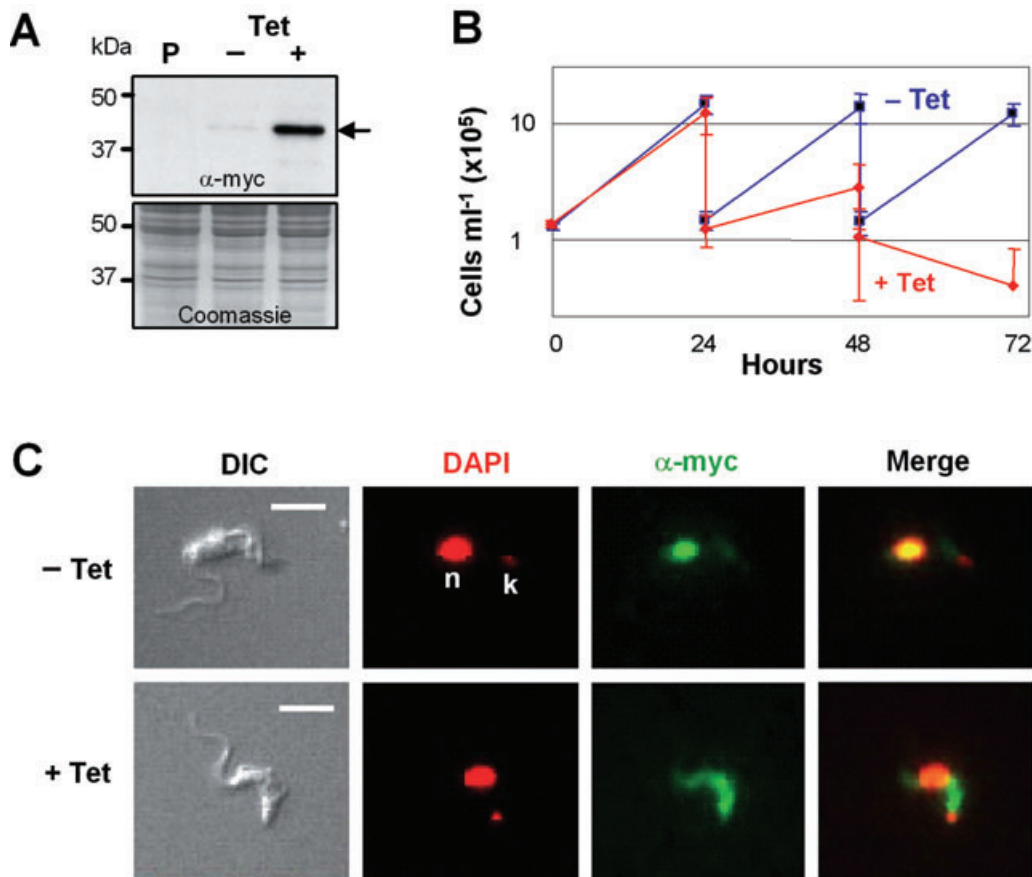 A
kDa
P
Tet
–
+
50
37
α-myc
50
37
Coomassie
B
Cells ml⁻¹ (x10⁵)
10
1
– Tet
+ Tet
0
24
48
72
Hours
C
DIC
DAPI
α-myc
Merge
– Tet
n
k
+ Tet